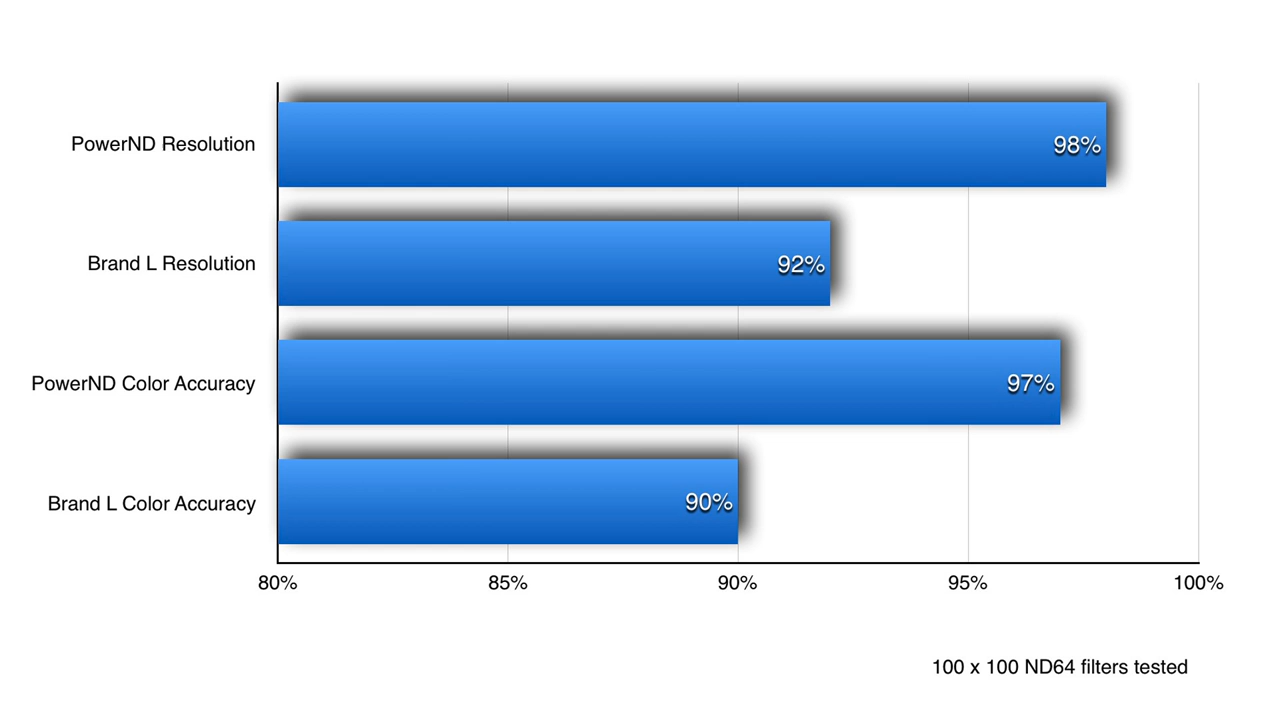 PowerND Resolution
98%
Brand L Resolution
92%
PowerND Color Accuracy
97%
Brand L Color Accuracy
90%
80% 85% 90% 95% 100%
100 x 100 ND64 filters tested